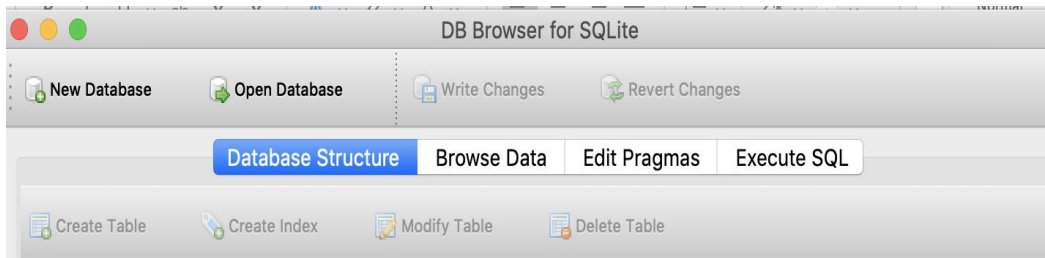 DB Browser for SQLite
New Database Open Database Write Changes Revert Changes
Database Structure Browse Data Edit Pragmas Execute SQL
Create Table Create Index Modify Table Delete Table